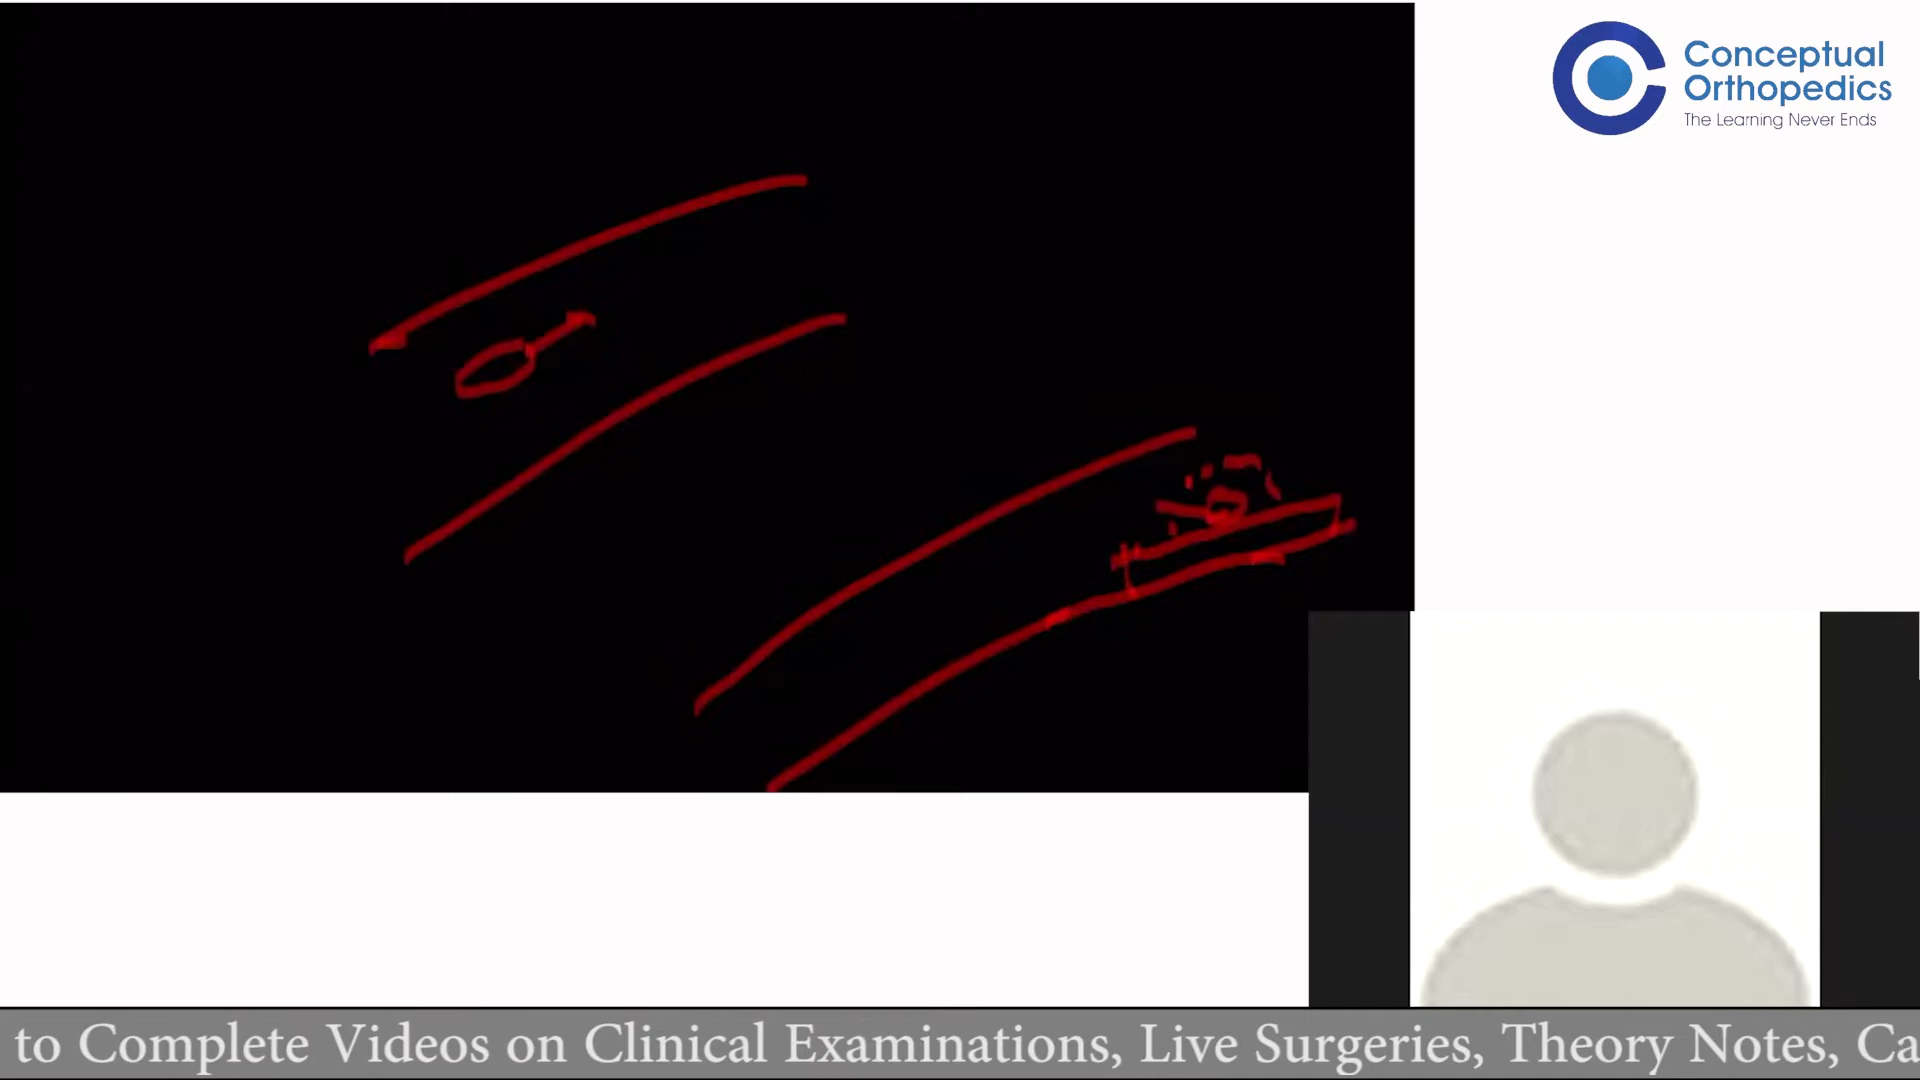 Conceptual
Orthopedics
The Learning Never Ends
to Complete Videos on Clinical Examinations, Live Surgeries, Theory Notes, Ca